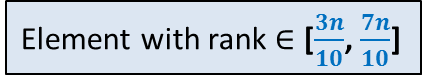 Element with rank ∈ [3n/10, 7n/10]